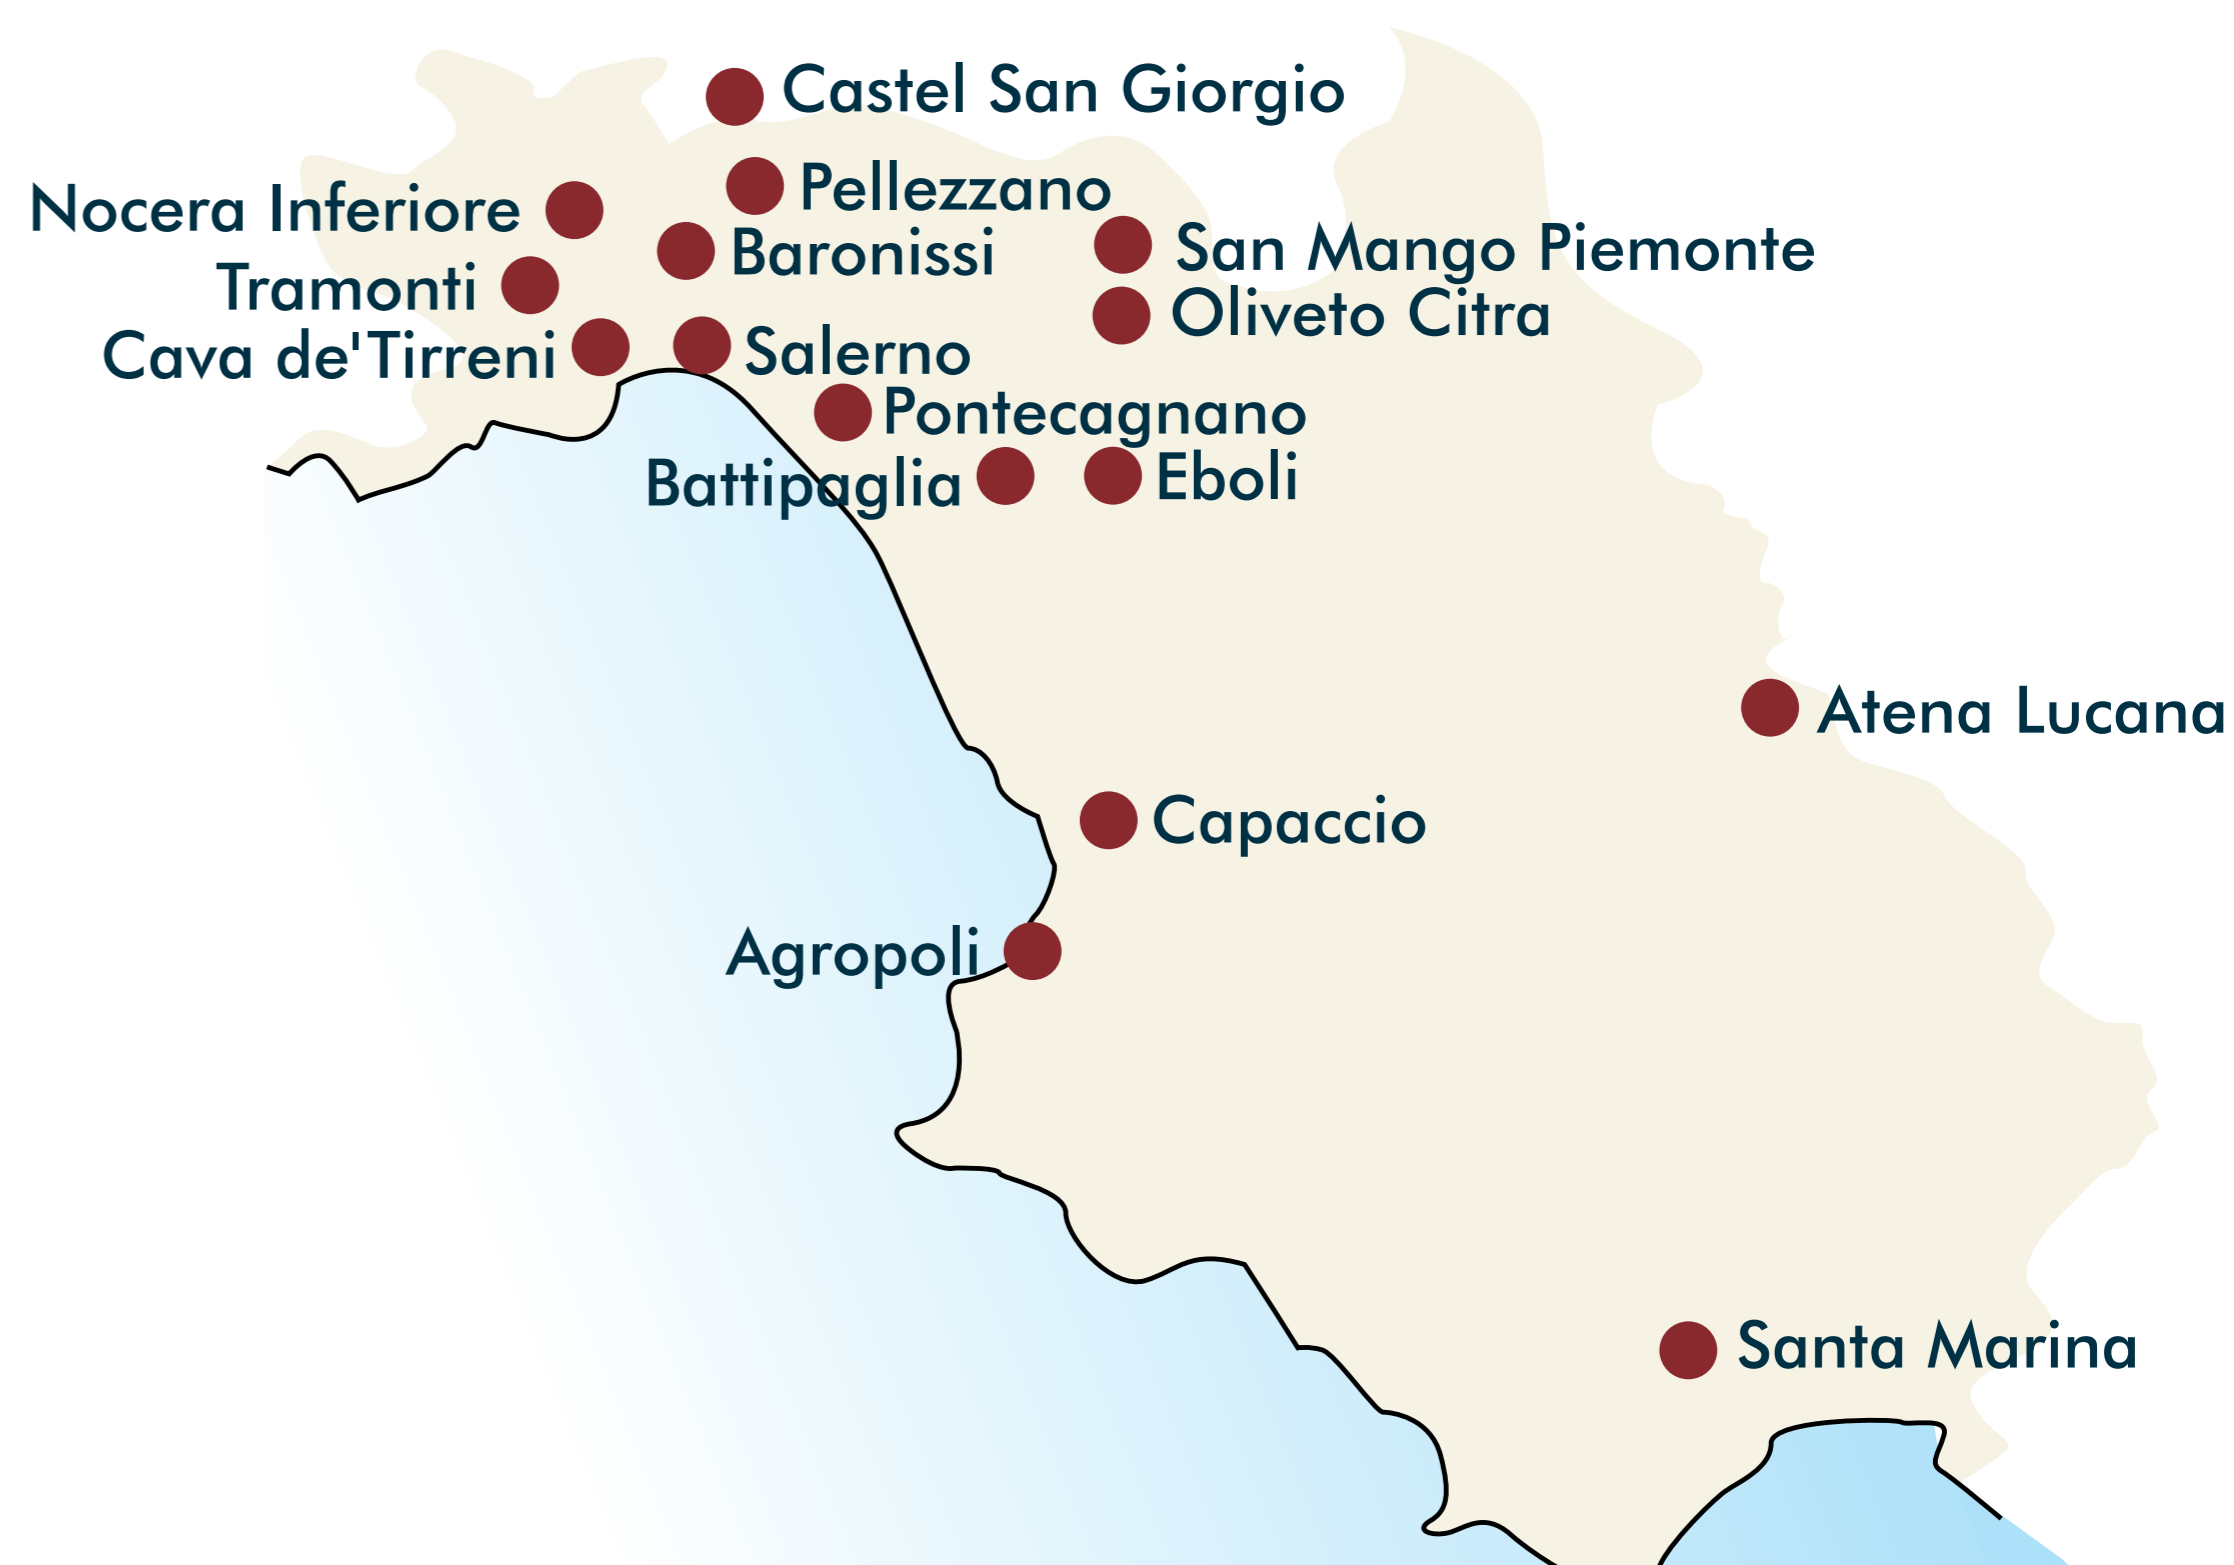 Castel San Giorgio
Pellezzano
Nocera Inferiore
Baronissi
San Mango Piemonte
Tramonti
Oliveto Citra
Cava de'Tirreni
Salerno
Pontecagnano
Battipaglia
Eboli
Atena Lucana
Capaccio
Agropoli
Santa Marina